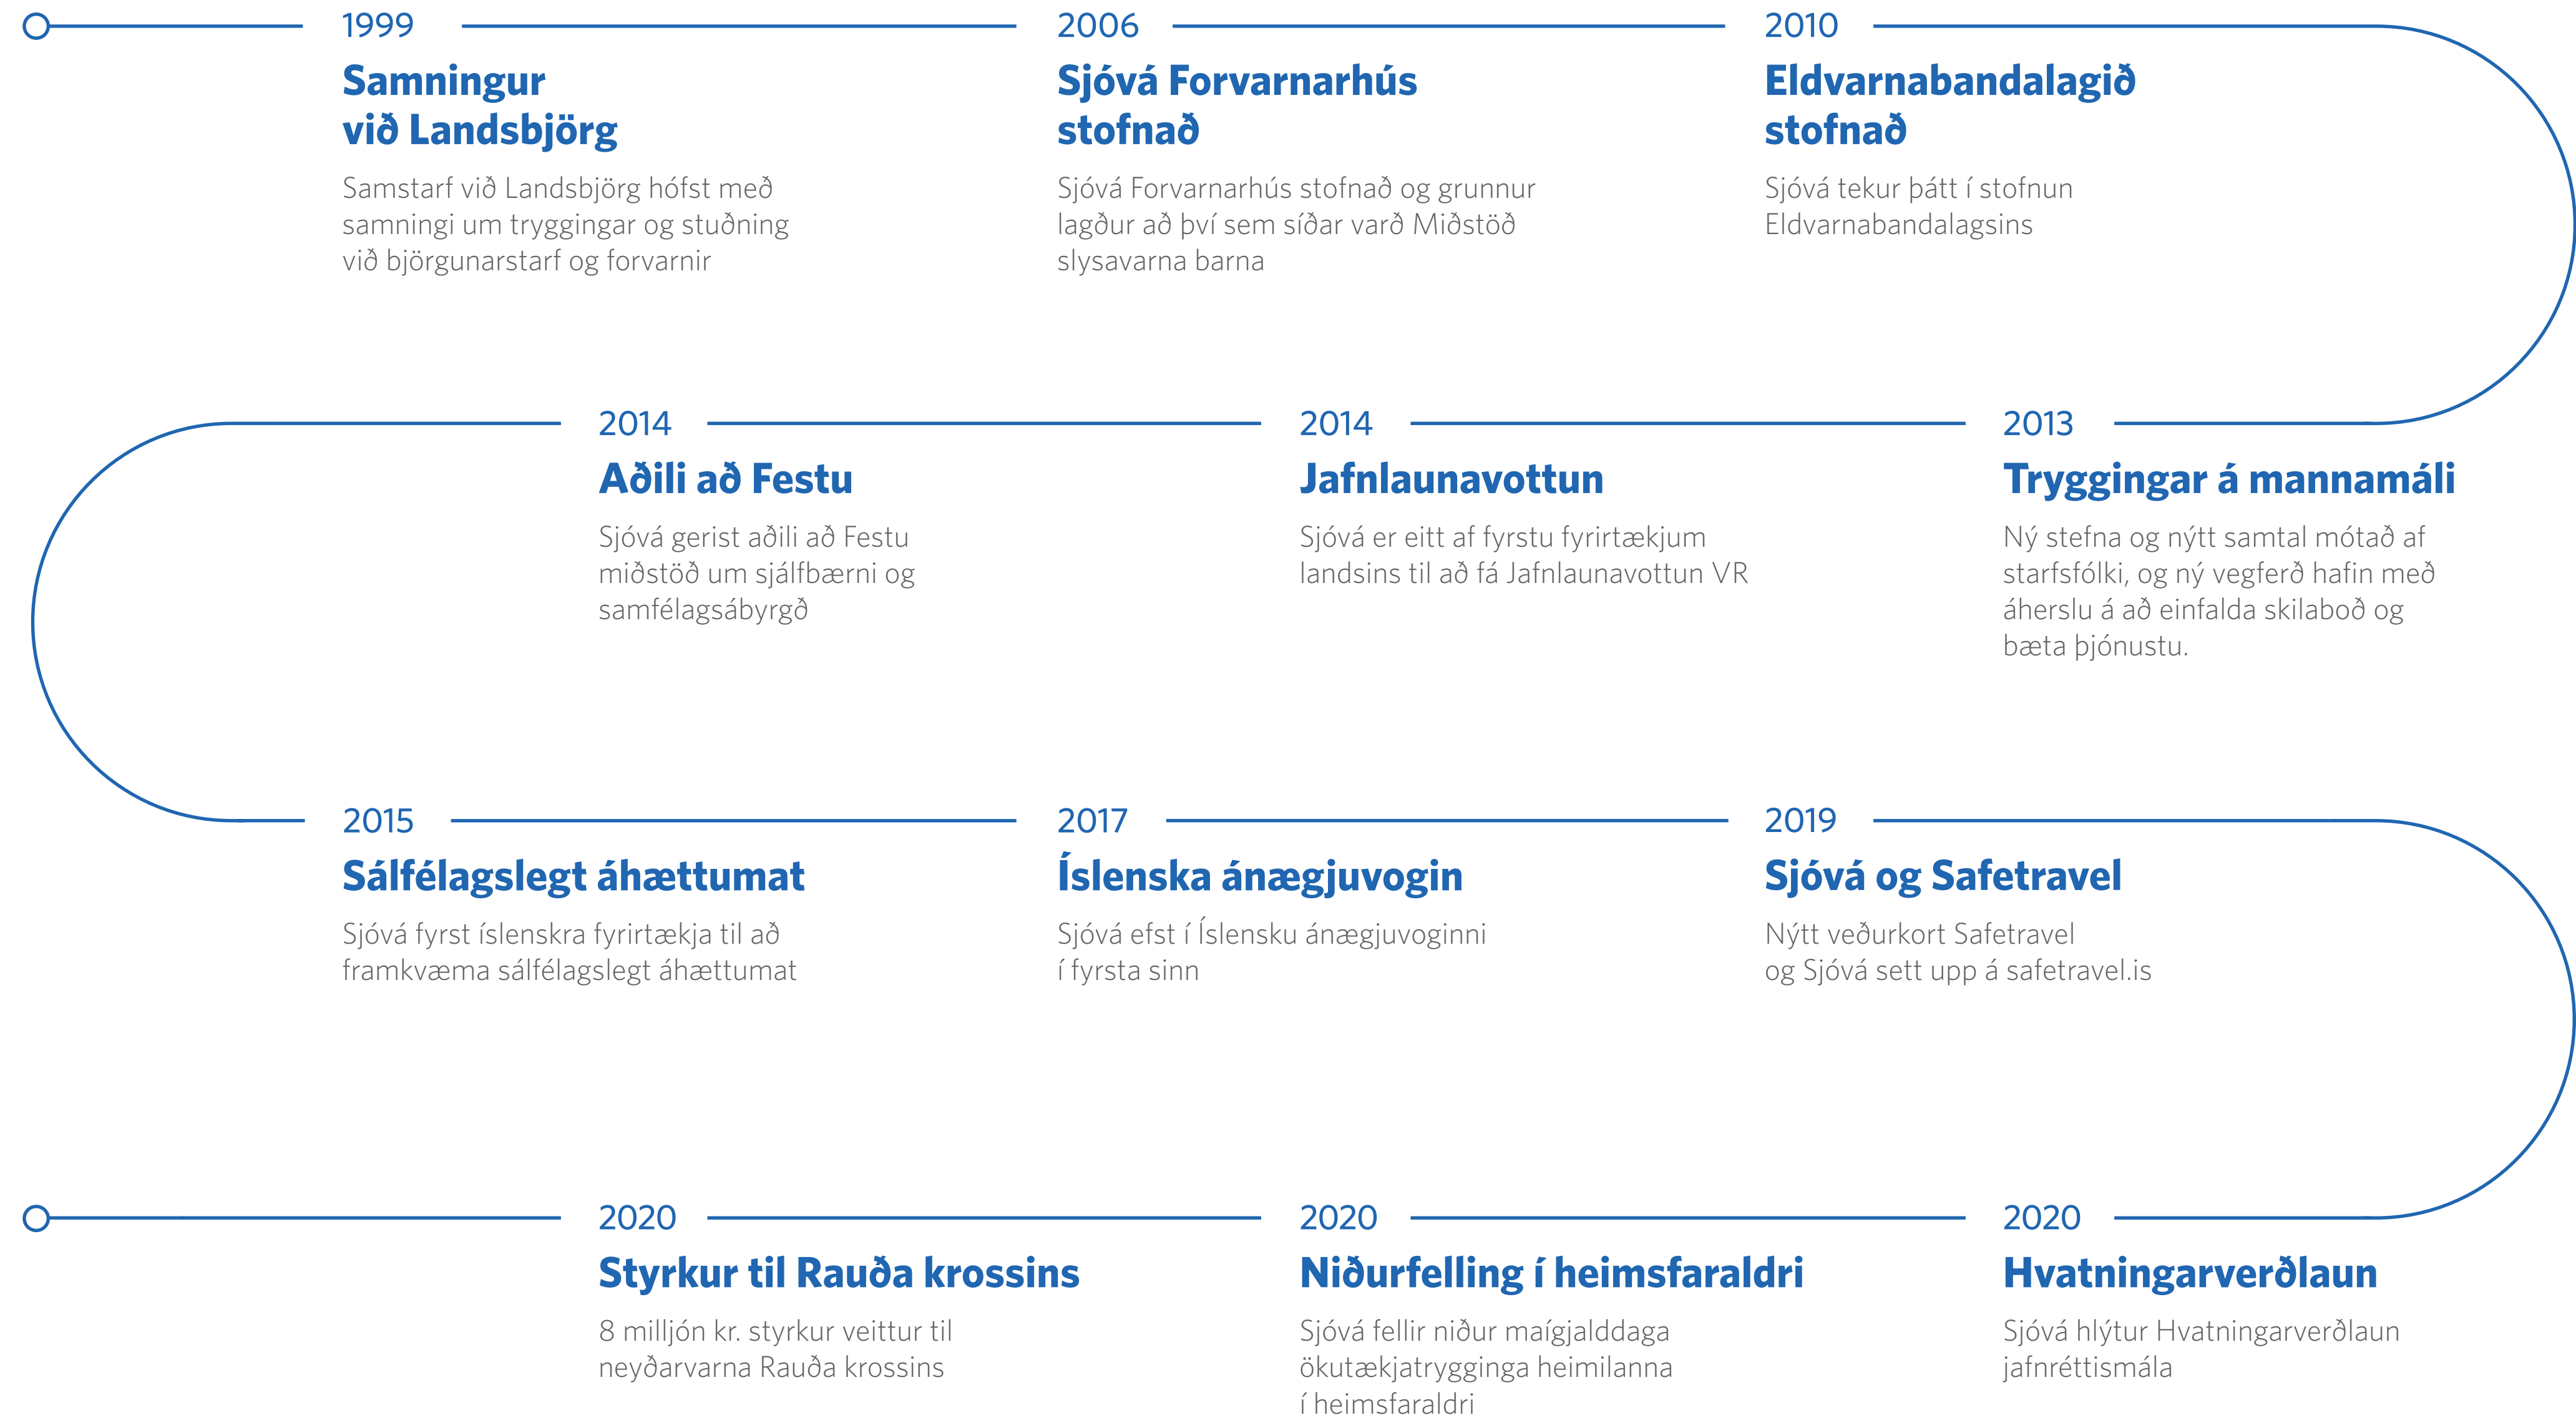 1999
Samningur
við Landsbjörg
Samstarf við Landsbjörg hófst með
samningi um tryggingar og stuðning
við björgunarstarf og forvarnir
2006
Sjóvá Forvarnarhús
stofnað
Sjóvá Forvarnarhús stofnað og grunnur
lagður að því sem síðar varð Miðstöð
slysavarna barna
2010
Eldvarnabandalagið
stofnað
Sjóvá tekur þátt í stofnun
Eldvarnabandalagsins
2013
Tryggingar á mannamáli
Ný stefna og nýtt samtal mótað af
starfsfólki, og ný vegferð hafin með
áherslu á að einfalda skilaboð og
bæta þjónustu.
2014
Jafnlaunavottun
Sjóvá er eitt af fyrstu fyrirtækjum
landsins til að fá Jafnlaunavottun VR
2014
Aðili að Festu
Sjóvá gerist aðili að Festu
miðstöð um sjálfbærni og
samfélagsábyrgð
2015
Sálfélagslegt áhættumat
Sjóvá fyrst íslenskra fyrirtækja til að
framkvæma sálfélagslegt áhættumat
2017
Íslenska ánægjuvogin
Sjóvá efst í Íslensku ánægjuvoginni
í fyrsta sinn
2019
Sjóvá og Safetravel
Nýtt veðurkort Safetravel
og Sjóvá sett upp á safetravel.is
2020
Hvatningarverðlaun
Sjóvá hlýtur Hvatningarverðlaun
jafnréttismála
2020
Niðurfelling í heimsfaraldri
Sjóvá fellir niður maígjalddaga
ökutækjatrygginga heimilanna
í heimsfaraldri
2020
Styrkur til Rauða krossins
8 milljón kr. styrkur veittur til
neyðarvarna Rauða krossins